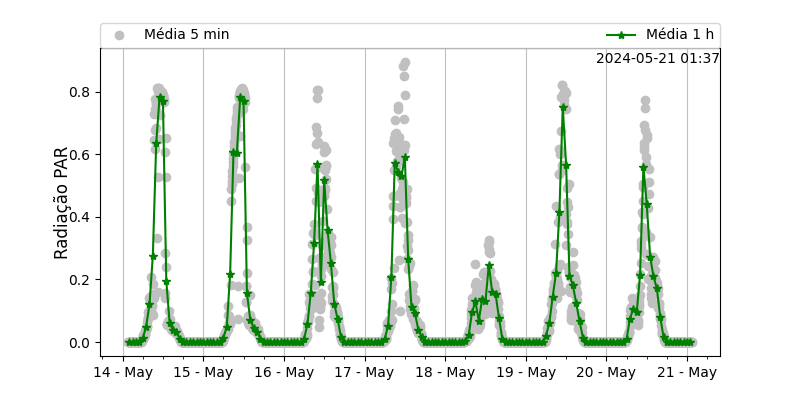 Média 5 min
Média 1 h
2024-05-21 01:37
Radiação PAR
0.8
0.6
0.4
0.2
0.0
14 - May
15 - May
16 - May
17 - May
18 - May
19 - May
20 - May
21 - May